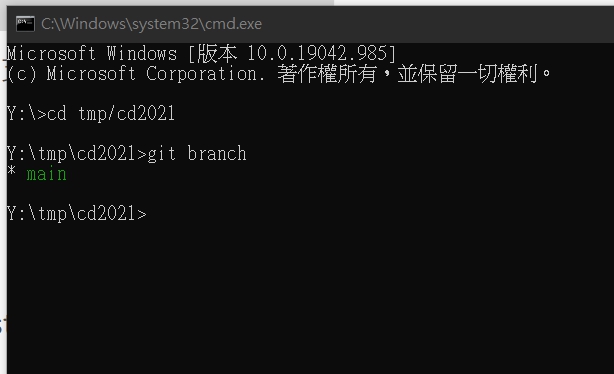 C:\Windows\system32\cmd.exe
Microsoft Windows [版本 10.0.19042.985]
(c) Microsoft Corporation. 著作權所有，並保留一切權利。
Y:\>cd tmp/cd2021
Y:\tmp\cd2021>git branch
* main
Y:\tmp\cd2021>